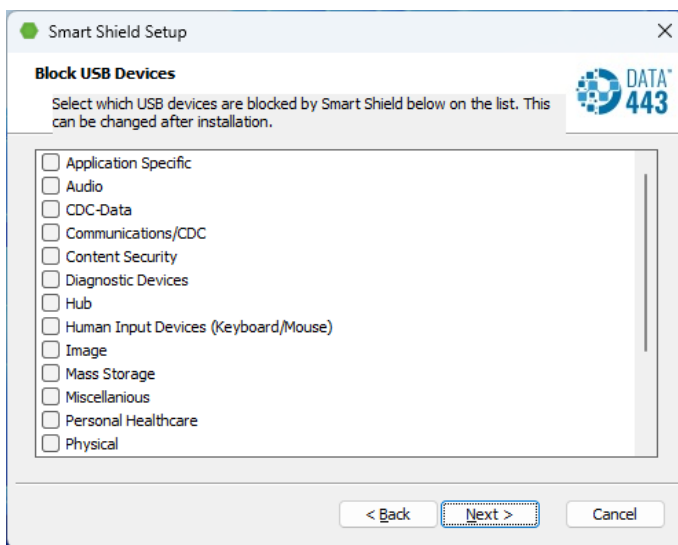 Smart Shield Setup
Block USB Devices
Select which USB devices are blocked by Smart Shield below on the list. This
can be changed after installation.
DATA™
443
Application Specific
Audio
CDC-Data
Communications/CDC
Content Security
Diagnostic Devices
Hub
Human Input Devices (Keyboard/Mouse)
Image
Mass Storage
Miscellanious
Personal Healthcare
Physical
< Back Next > Cancel